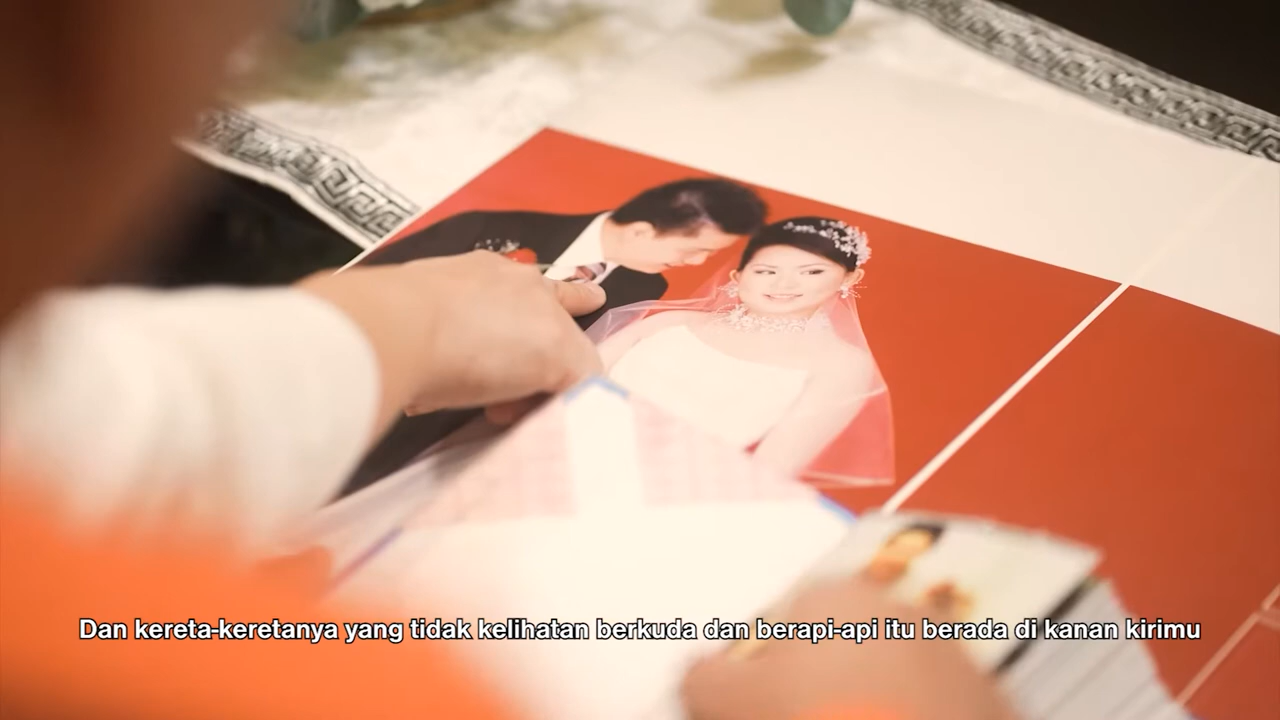 Dan kereta-keretanya yang tidak kelihatan berkuda dan berapi-api itu berada di kanan kirimu